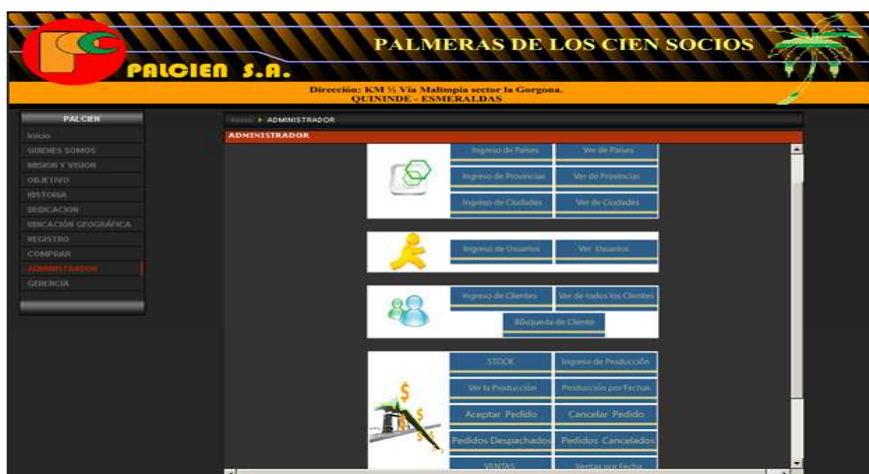 PALMERAS DE LOS CIEN SOCIOS
PALCIEN S.A.
Dirección: KM ½ Vía Malimpia sector la Gorgona.
QUININDE - ESMERALDAS
PALCIEN
Inicio
QUIENES SOMOS
MISION Y VISION
OBJETIVO
HISTORIA
DEDICACION
UBICACIÓN GEOGRÁFICA
REGISTRO
COMPRAR
ADMINISTRADOR
GERENCIA
Inicio ADMINISTRADOR
ADMINISTRADOR
Ingreso de Países Ver de Países
Ingreso de Provincias Ver de Provincias
Ingreso de Ciudades Ver de Ciudades
Ingreso de Usuarios Ver Usuarios
Ingreso de Clientes Ver de todos los Clientes
Búsqueda de Cliente
STOCK Ingreso de Producción
Ver la Producción Producción por Fechas
Aceptar Pedido Cancelar Pedido
Pedidos Despachados Pedidos Cancelados
VENTAS Ventas por Fecha